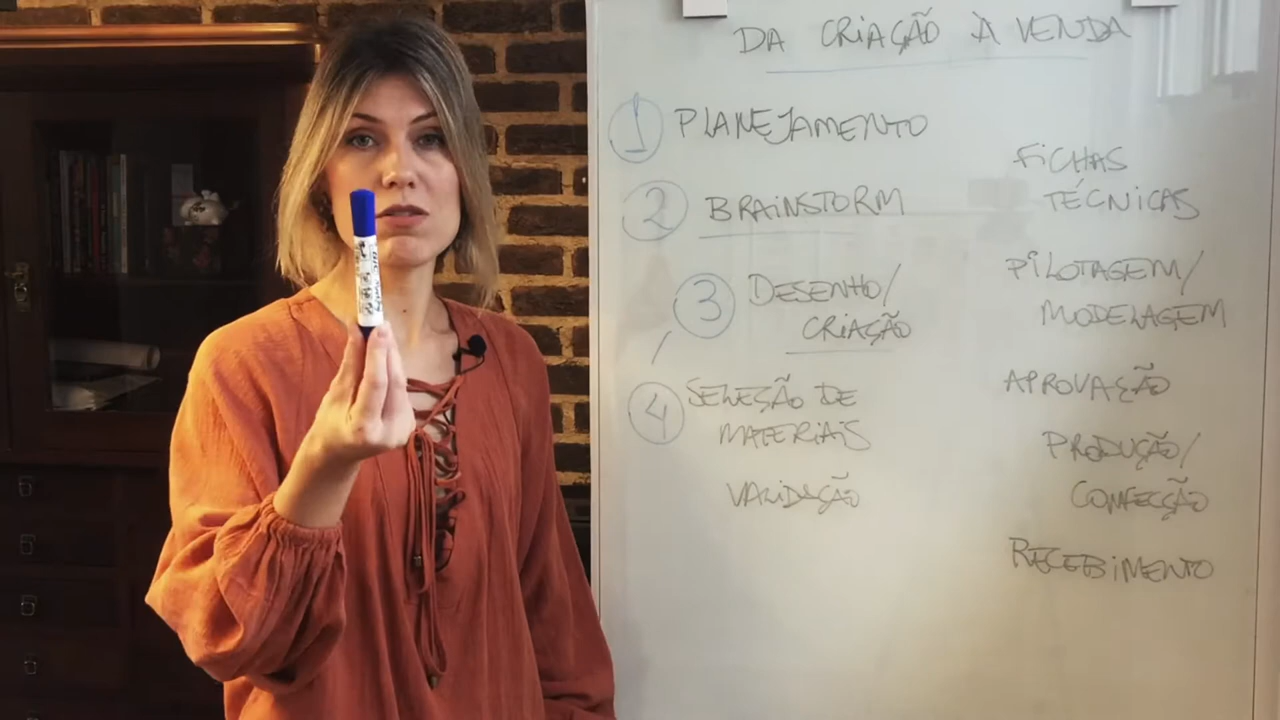 DA CRIAÇÃO À VENDA
1 PLANEJAMENTO
2 BRAINSTORM
3 DESENHO/
CRIAÇÃO
4 SELEÇÃO DE
MATERIAIS
VALIDAÇÃO
FICHAS
TÉCNICAS
PILOTAGEM/
MODELAGEM
APROVAÇÃO
PRODUÇÃO/
CONFECÇÃO
RECEBIMENTO